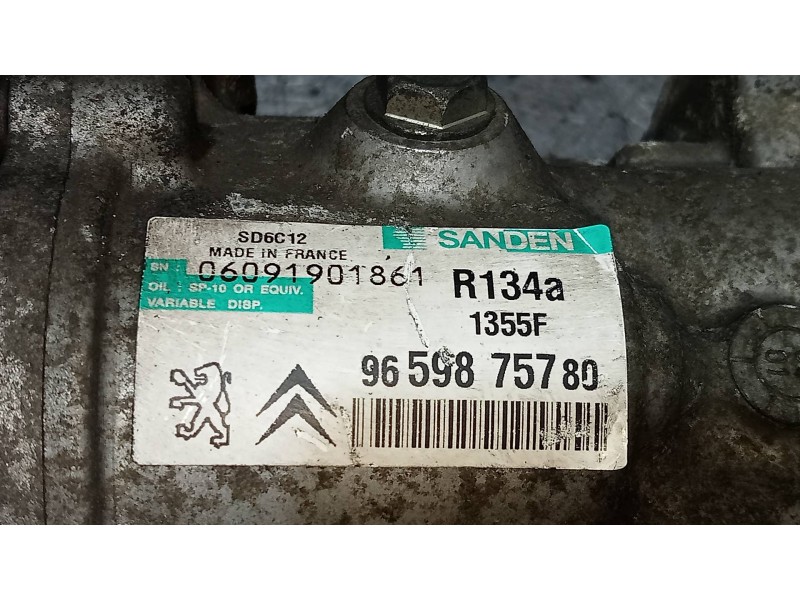 SD6C12
MADE IN FRANCE
SANDEN
SN : 06091901861
OIL : SP-10 OR EQUIV.
VARIABLE DISP.
R134a
1355F
96 598 757 80